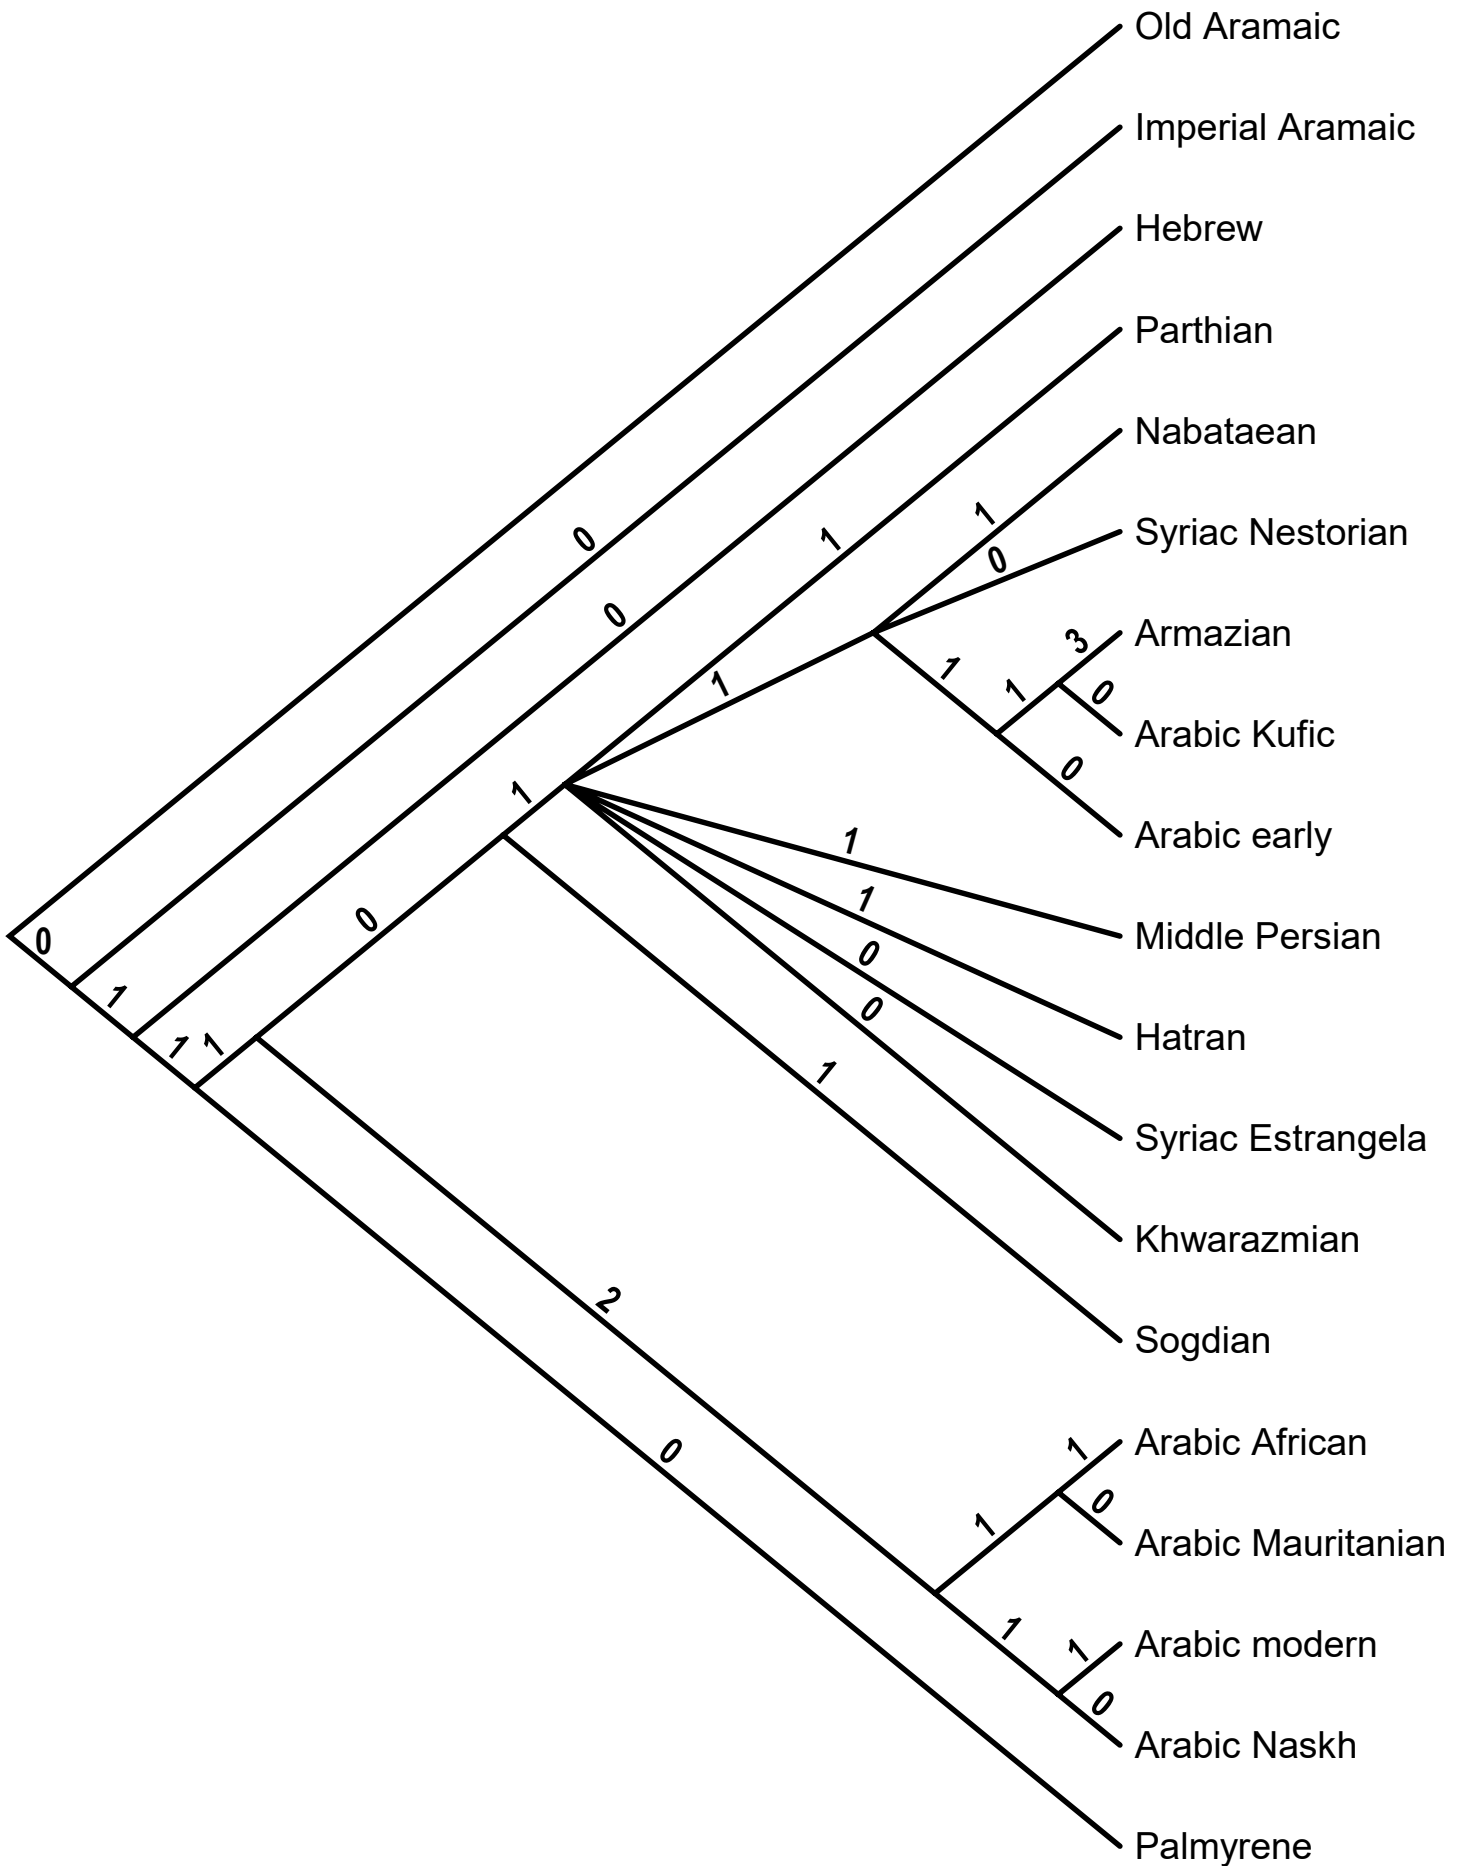 Old Aramaic
Imperial Aramaic
Hebrew
Parthian
Nabataean
1
Syriac Nestorian
0
1
0
0
Armazian
3
1
1
0
1
Arabic Kufic
0
0
1
Arabic early
1
1
0
Middle Persian
0
0
1
0
Hatran
1
1
1
Syriac Estrangela
Khwarazmian
2
Sogdian
Arabic African
1
0
0
1
Arabic Mauritanian
1
1
Arabic modern
0
Arabic Naskh
Palmyrene